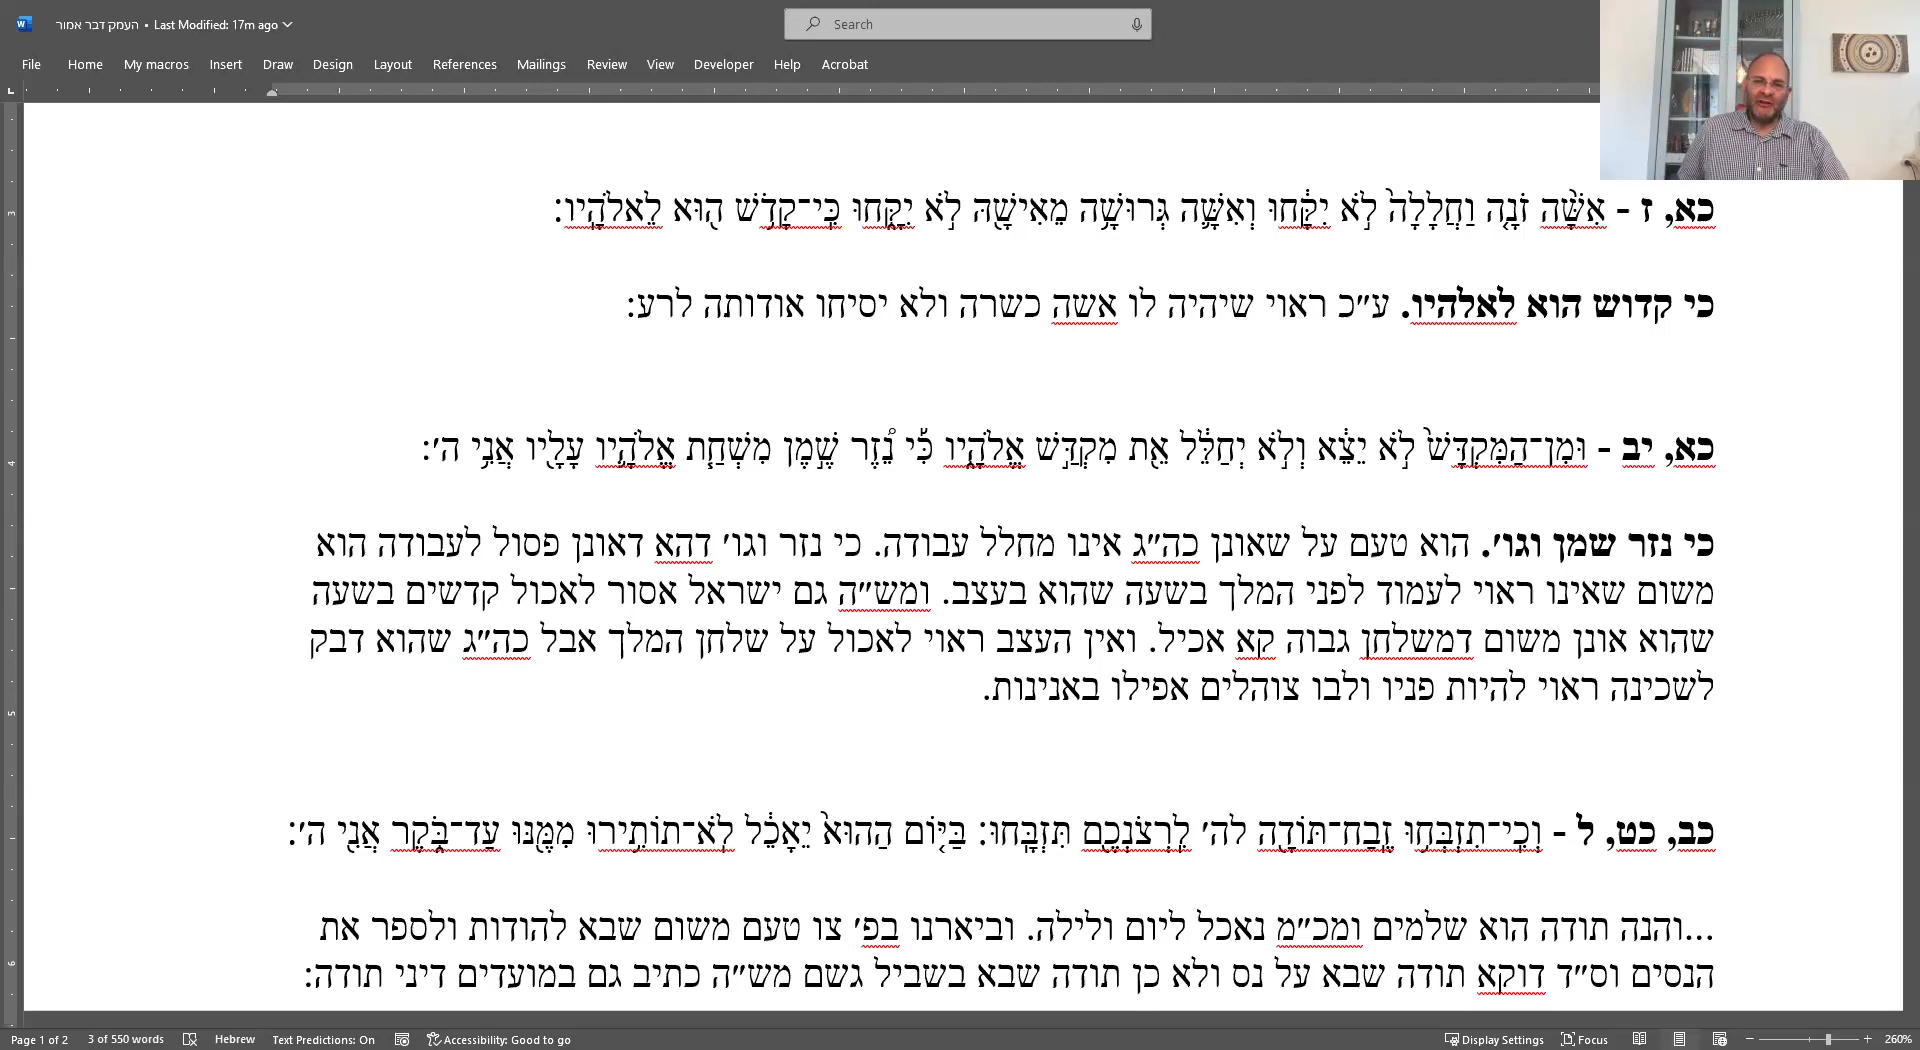 העמק דבר אמור • Last Modified: 17m ago
Search
File Home My macros Insert Draw Design Layout References Mailings Review View Developer Help Acrobat
כא, ז - אִשָּׁ֨ה זֹנָ֤ה וַחֲלָלָה֙ לֹ֣א יִקָּ֔חוּ וְאִשָּׁ֛ה גְּרוּשָׁ֥ה מֵאִישָׁ֖הּ לֹ֣א יִקָּ֑חוּ כִּֽי־קָדֹ֥שׁ ה֖וּא לֵאלֹהָֽיו׃
כי קדוש הוא לאלהיו. ע״כ ראוי שיהיה לו אשה כשרה ולא יסיחו אודותה לרע:
כא, יב - וּמִן־הַמִּקְדָּשׁ֙ לֹ֣א יֵצֵ֔א וְלֹ֣א יְחַלֵּ֔ל אֵ֖ת מִקְדַּ֣שׁ אֱלֹהָ֑יו כִּ֡י נֵ֠זֶר שֶׁ֣מֶן מִשְׁחַ֧ת אֱלֹהָ֛יו עָלָ֖יו אֲנִ֥י ה׳׃
כי נזר שמן וגו׳. הוא טעם על שאונן כה״ג אינו מחלל עבודה. כי נזר וגו׳ דהא דאונן פסול לעבודה הוא
משום שאינו ראוי לעמוד לפני המלך בשעה שהוא בעצב. ומש״ה גם ישראל אסור לאכול קדשים בשעה
שהוא אונן משום דמשלחן גבוה קא אכיל. ואין העצב ראוי לאכול על שלחן המלך אבל כה״ג שהוא דבק
לשכינה ראוי להיות פניו ולבו צוהלים אפילו באנינות.
כב, כט, ל - וְכִֽי־תִזְבְּח֥וּ זֶֽבַח־תּוֹדָ֖ה לה׳ לִֽרְצֹנְכֶ֖ם תִּזְבָּֽחוּ׃ בַּיּ֤וֹם הַהוּא֙ יֵאָכֵ֔ל לֹֽא־תוֹתִ֥ירוּ מִמֶּ֖נּוּ עַד־בֹּ֑קֶר אֲנִ֖י ה׳׃
...והנה תודה הוא שלמים ומכ״מ נאכל ליום ולילה. וביארנו בפ׳ צו טעם משום שבא להודות ולספר את
הנסים וס״ד דוקא תודה שבא על נס ולא כן תודה שבא בשביל גשם מש״ה כתיב גם במועדים דיני תודה:
Page 1 of 2 3 of 550 words Hebrew Text Predictions: On Accessibility: Good to go Display Settings Focus 260%